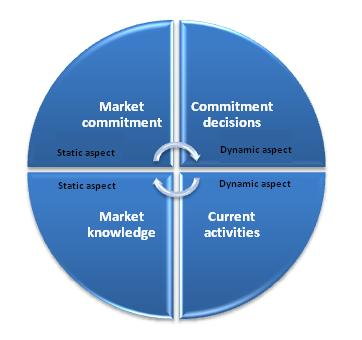 Market
commitment
Commitment
decisions
Static aspect
Dynamic aspect
Static aspect
Dynamic aspect
Market
knowledge
Current
activities